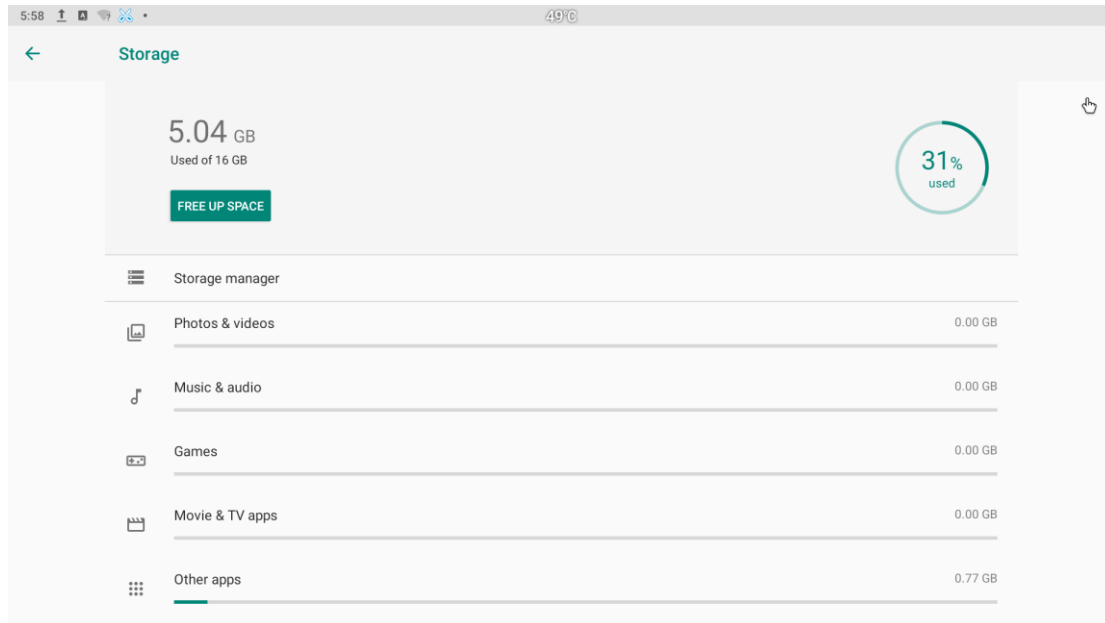 5:58
49°C
Storage
5.04 GB
Used of 16 GB
31%
used
FREE UP SPACE
Storage manager
Photos & videos 0.00 GB
Music & audio 0.00 GB
Games 0.00 GB
Movie & TV apps 0.00 GB
Other apps 0.77 GB